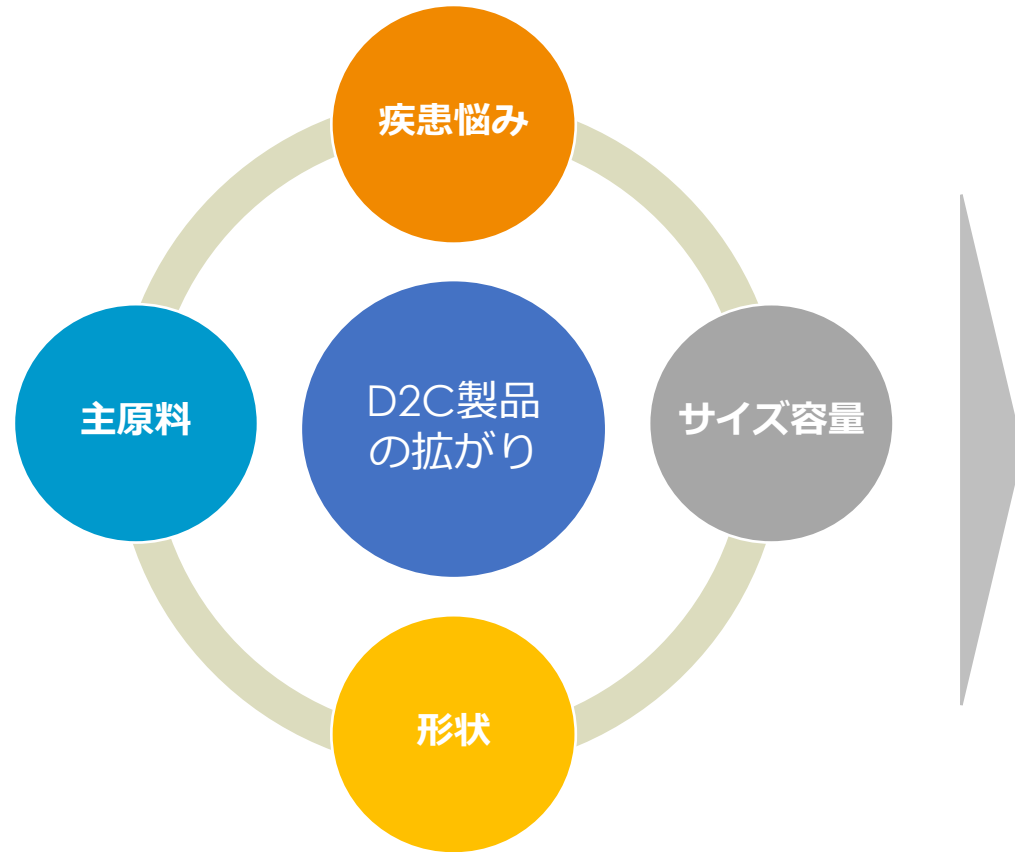 疾患悩み
主原料
D2C製品
の拡がり
サイズ容量
形状